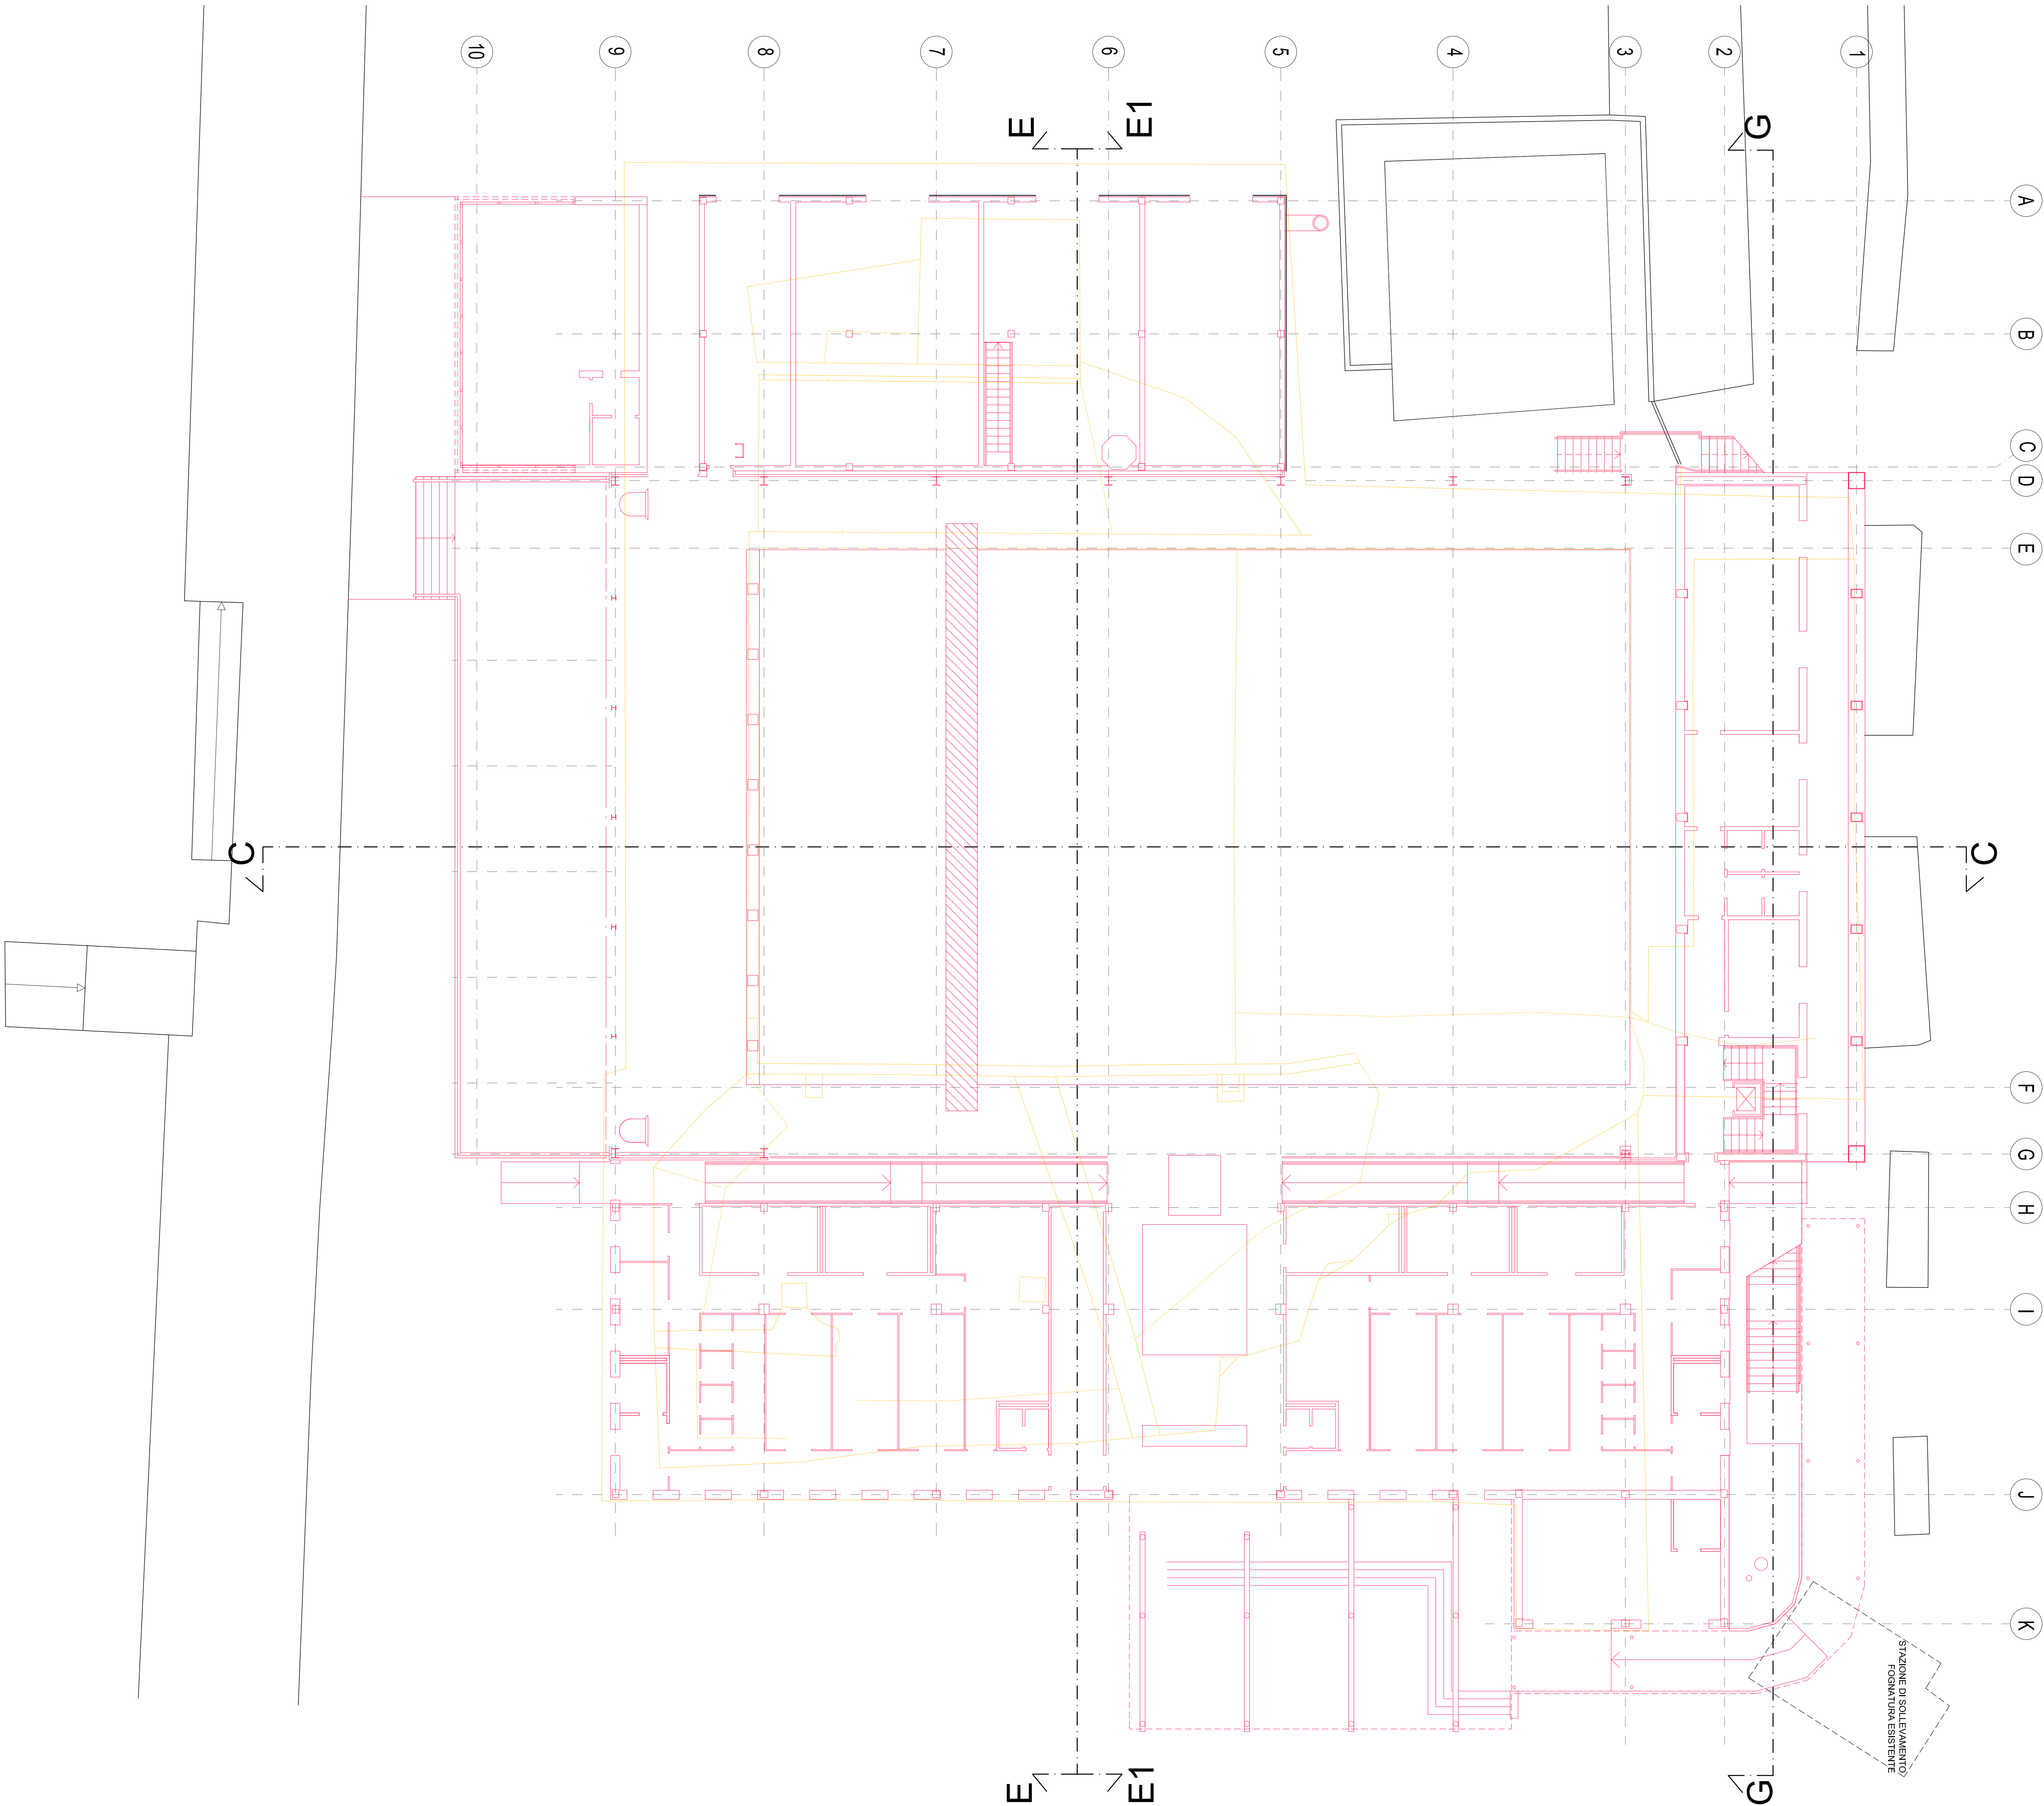 10
9
8
7
6
5
4
3
2
1
E
E1
G
A
B
C
D
E
C
C
F
G
H
I
J
K
STAZIONE DI SOLLEVAMENTO
FOGNATURA ESISTENTE
E
E1
G